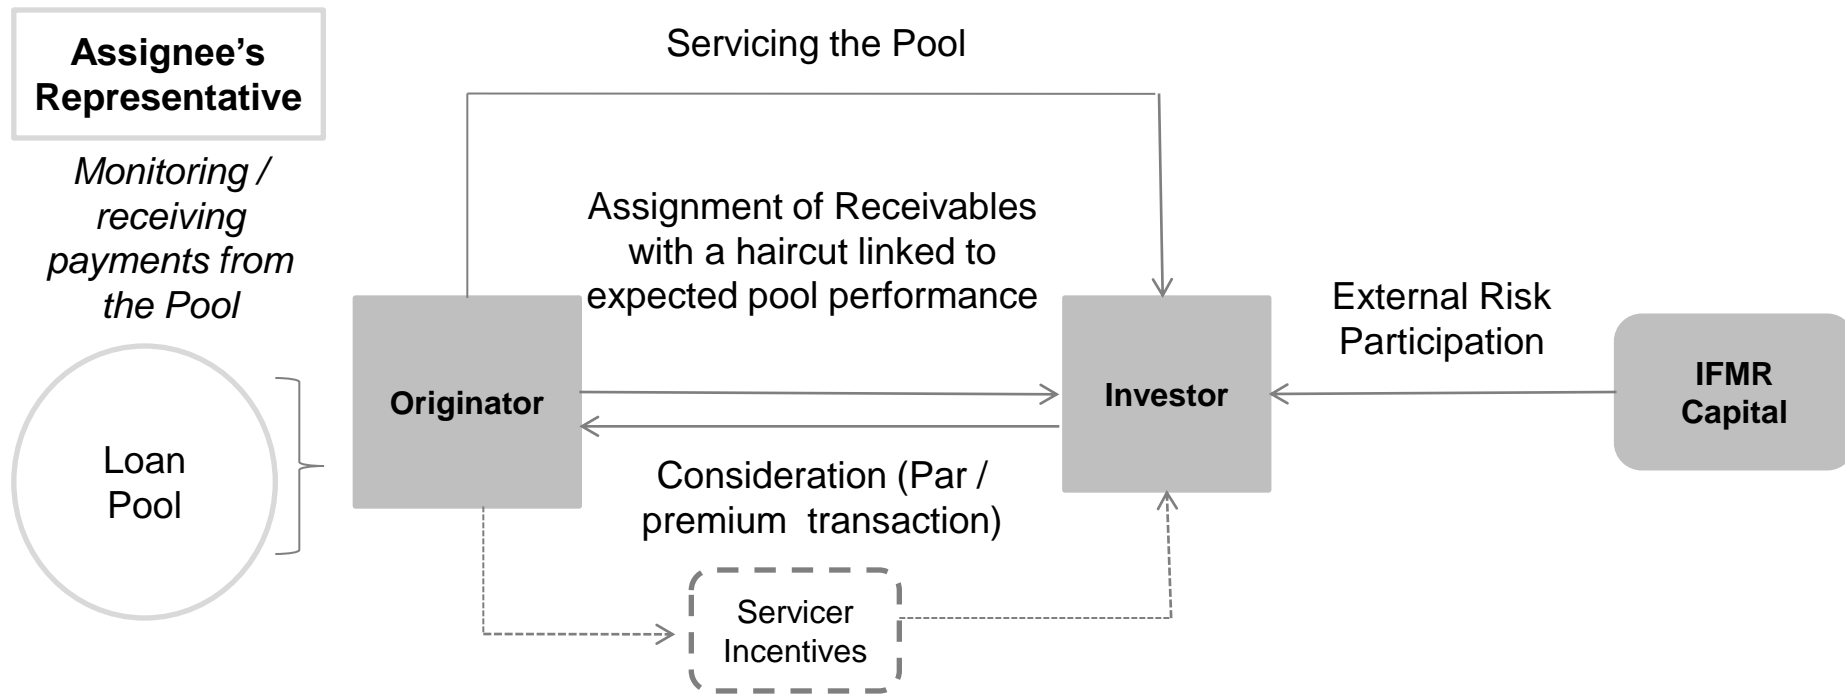 Assignee’s
Representative
Monitoring /
receiving
payments from
the Pool
Loan
Pool
Servicing the Pool
Assignment of Receivables
with a haircut linked to
expected pool performance
Originator
Investor
Consideration (Par /
premium transaction)
Servicer
Incentives
External Risk
Participation
IFMR
Capital